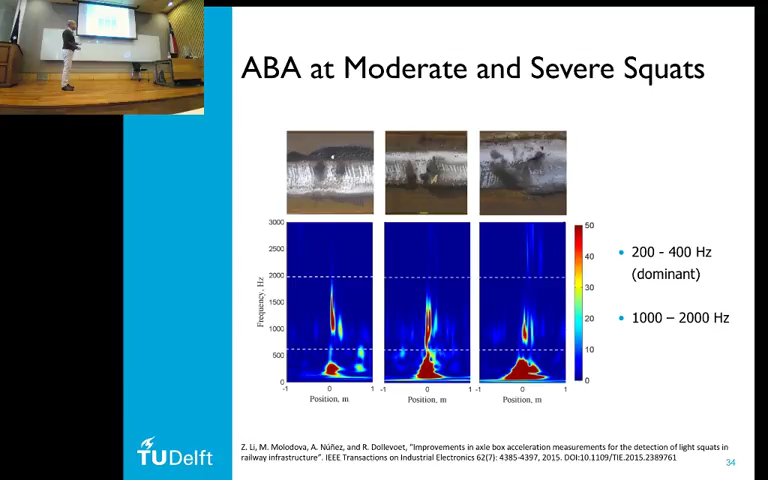 ABA at Moderate and Severe Squats
3000
2500
2000
1500
1000
500
0
Frequency, Hz
-1 0 1
Position, m
-1 0 1
Position, m
-1 0 1
Position, m
50
40
30
20
10
0
• 200 - 400 Hz
(dominant)
• 1000 – 2000 Hz
Z. Li, M. Molodova, A. Núñez, and R. Dollevoet, "Improvements in axle box acceleration measurements for the detection of light squats in
railway infrastructure". IEEE Transactions on Industrial Electronics 62(7): 4385-4397, 2015. DOI:10.1109/TIE.2015.2389761
34
TUDelft